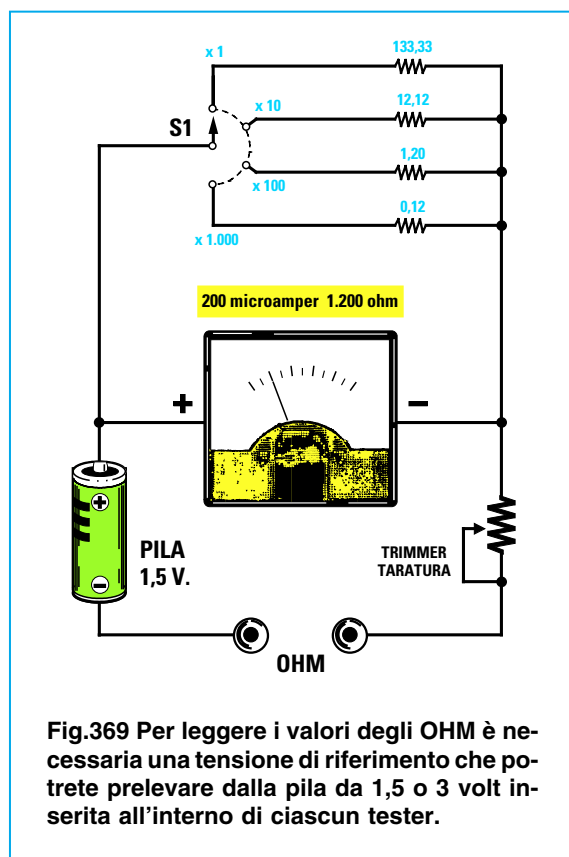 x 1
133,33
S1
x 10
12,12
1,20
x 100
0,12
x 1.000
200 microamper 1.200 ohm
+
−
+
−
PILA
1,5 V.
TRIMMER
TARATURA
OHM
Fig.369 Per leggere i valori degli OHM è ne-
cessaria una tensione di riferimento che po-
trete prelevare dalla pila da 1,5 o 3 volt in-
serita all'interno di ciascun tester.